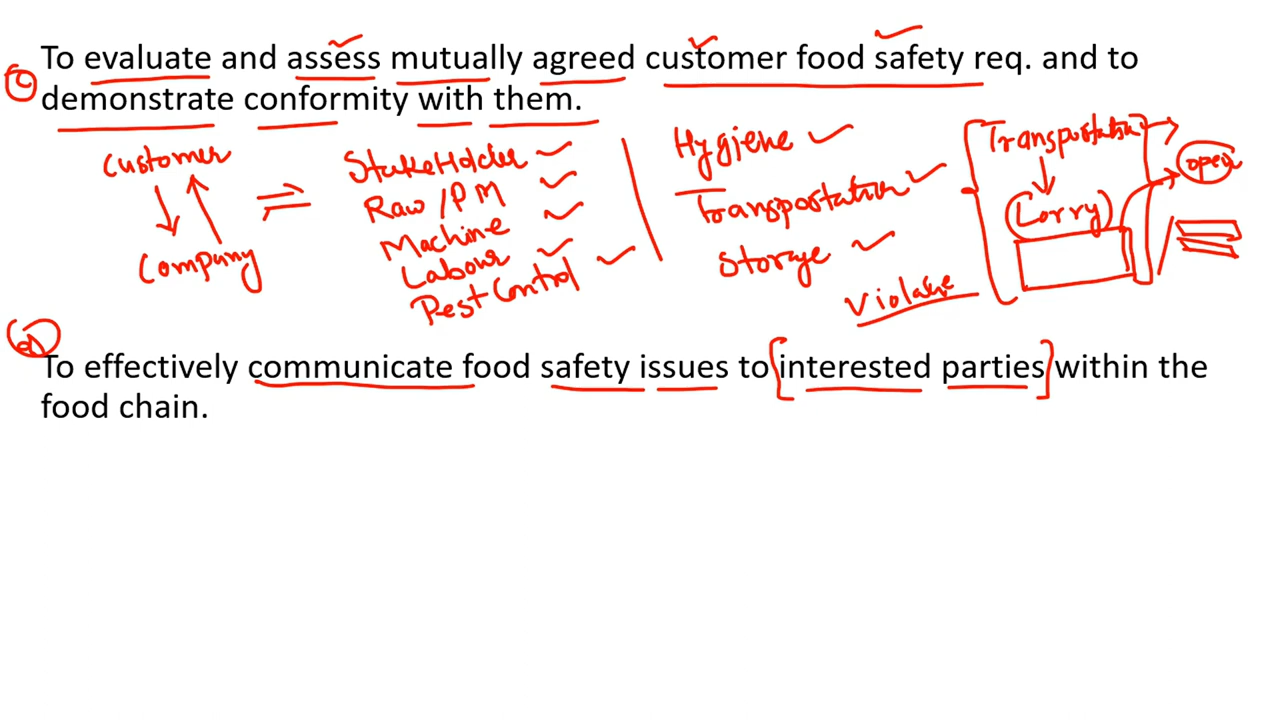 To evaluate and assess mutually agreed customer food safety req. and to
c
demonstrate conformity with them.
Customer
Company
StakeHolder
Raw /PM
Machine
Labour
Pest Control
Hygiene
Transportation
Storage
Violate
Transportation
Lorry
open
d
To effectively communicate food safety issues to [interested parties] within the
food chain.